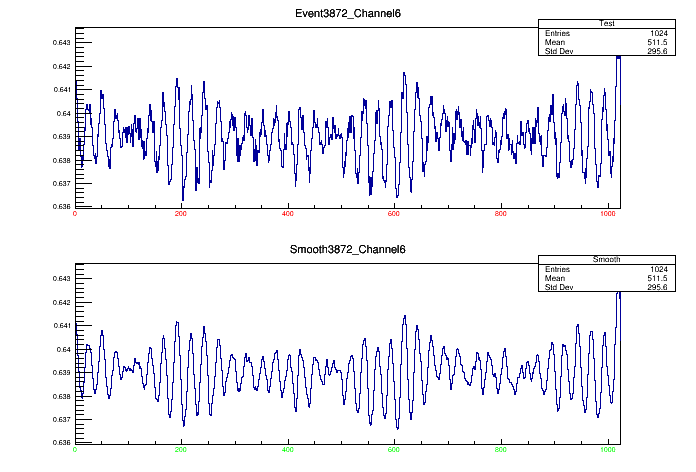 Event3872_Channel6
Test
Entries 1024
Mean 511.5
Std Dev 295.6
0.643
0.642
0.641
0.64
0.639
0.638
0.637
0.636
0 200 400 600 800 1000
Smooth3872_Channel6
Smooth
Entries 1024
Mean 511.5
Std Dev 295.6
0.643
0.642
0.641
0.64
0.639
0.638
0.637
0.636
0 200 400 600 800 1000